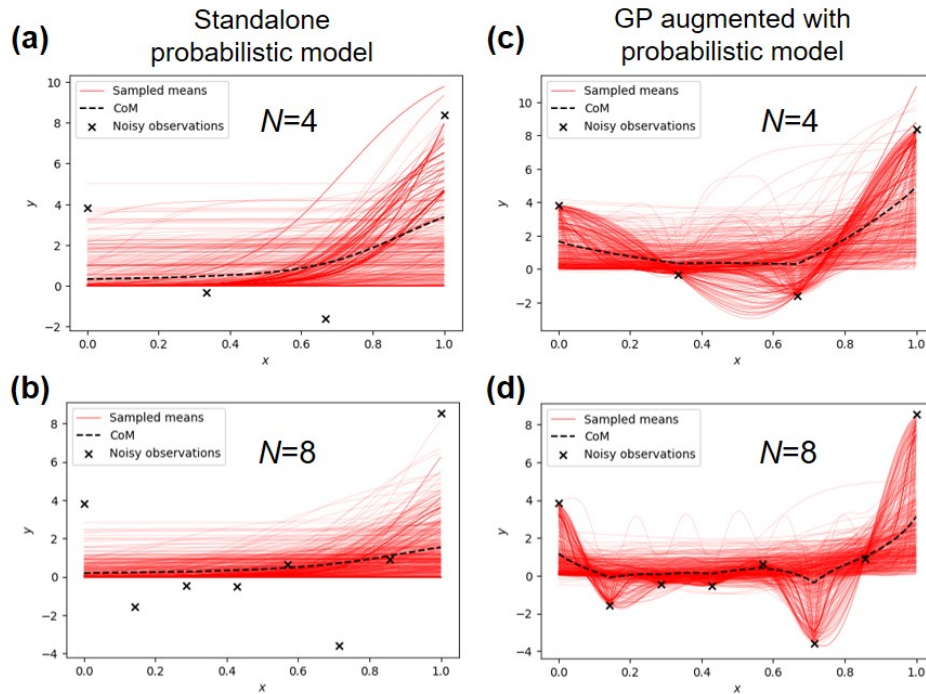 Standalone
probabilistic model
GP augmented with
probabilistic model
(a)
10
8
6
4
2
0
−2
y
Sampled means
CoM
Noisy observations
N=4
0.0 0.2 0.4 0.6 0.8 1.0
x
(c)
10
8
6
4
2
0
−2
y
Sampled means
CoM
Noisy observations
N=4
0.0 0.2 0.4 0.6 0.8 1.0
x
(b)
8
6
4
2
0
−2
−4
y
Sampled means
CoM
Noisy observations
N=8
0.0 0.2 0.4 0.6 0.8 1.0
x
(d)
8
6
4
2
0
−2
−4
y
Sampled means
CoM
Noisy observations
N=8
0.0 0.2 0.4 0.6 0.8 1.0
x